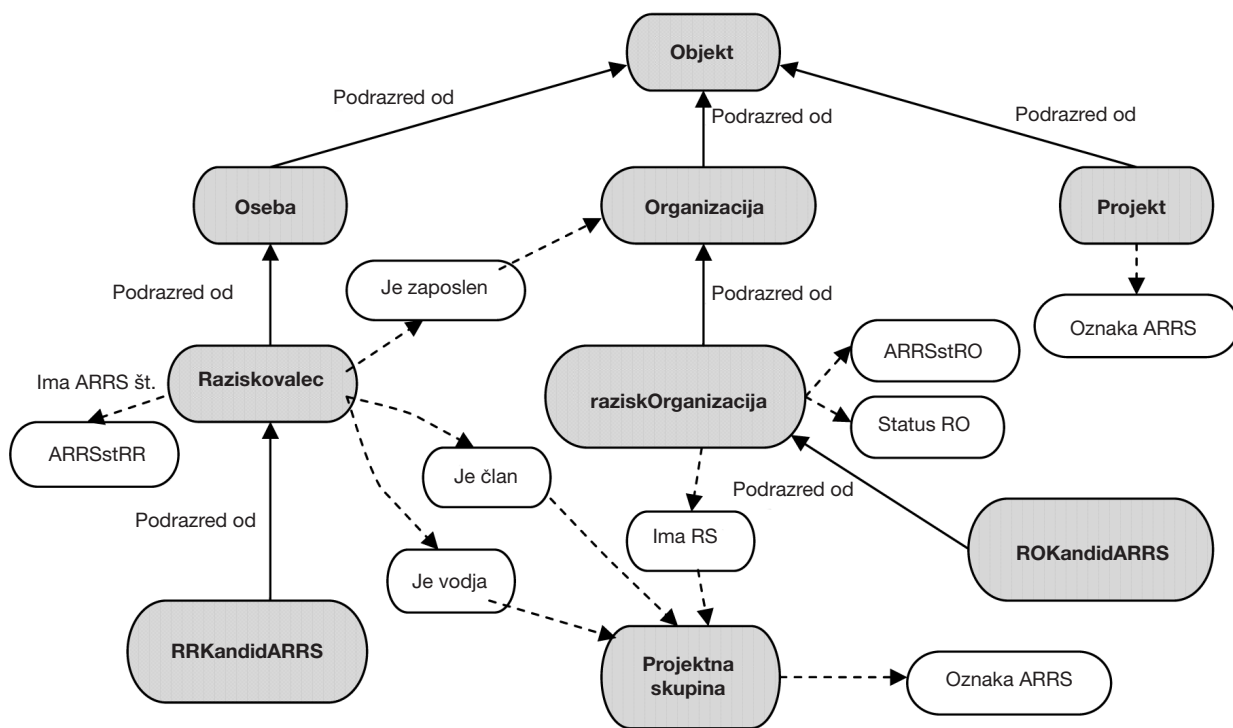 Objekt
Podrazred od
Podrazred od
Podrazred od
Oseba
Organizacija
Projekt
Podrazred od
Je zaposlen
Podrazred od
Oznaka ARRS
Ima ARRS št.
Raziskovalec
raziskOrganizacija
ARRSstRO
Status RO
ARRSstRR
Je član
Podrazred od
Podrazred od
Ima RS
ROKandidARRS
Je vodja
RRKandidARRS
Projektna
skupina
Oznaka ARRS